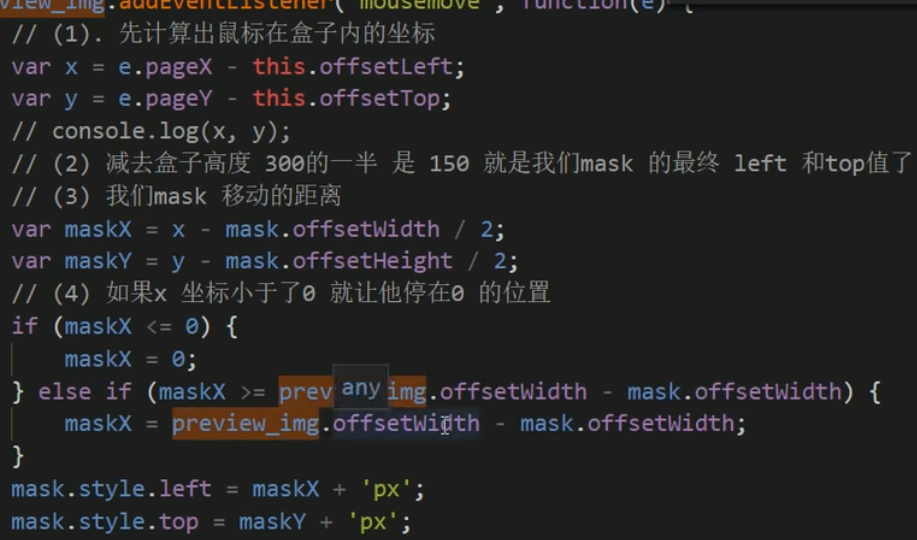 view_img.addEventListener('mousemove', function(e) {
// (1). 先计算出鼠标在盒子内的坐标
var x = e.pageX - this.offsetLeft;
var y = e.pageY - this.offsetTop;
// console.log(x, y);
// (2) 减去盒子高度 300的一半 是 150 就是我们mask 的最终 left 和top值了
// (3) 我们mask 移动的距离
var maskX = x - mask.offsetWidth / 2;
var maskY = y - mask.offsetHeight / 2;
// (4) 如果x 坐标小于了0 就让他停在0 的位置
if (maskX <= 0) {
maskX = 0;
} else if (maskX >= prev any img.offsetWidth - mask.offsetWidth) {
maskX = preview_img.offsetWidth - mask.offsetWidth;
}
mask.style.left = maskX + 'px';
mask.style.top = maskY + 'px';